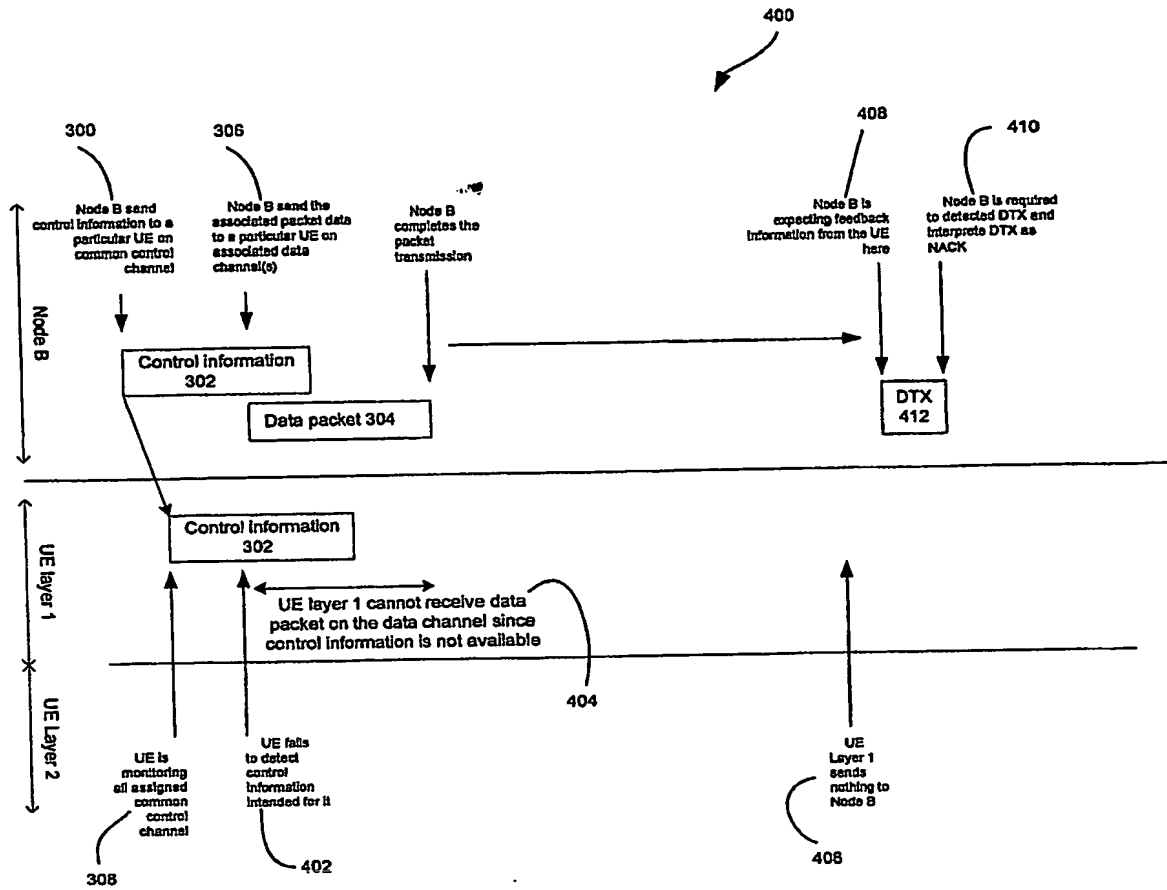 400
300
306
408
410
Node B send
control information to a
particular UE on
common control
channel
Node B send the
associated packet data
to a particular UE on
associated data
channel(s)
Node B
completes the
packet
transmission
Node B is
expecting feedback
information from the UE
here
Node B is required
to detected DTX and
interprete DTX as
NACK
Node B
Control information
302
Data packet 304
DTX
412
UE layer 1
Control information
302
UE layer 1 cannot receive data
packet on the data channel since
control information is not available
404
UE Layer 2
UE is
monitoring
all assigned
common
control
channel
308
UE fails
to detect
control
information
intended for it
402
UE
Layer 1
sends
nothing to
Node B
406